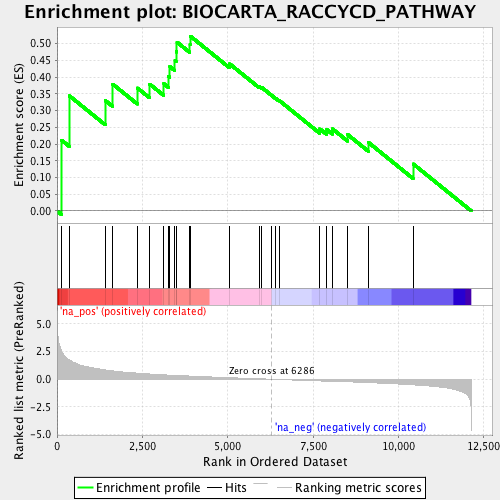 Enrichment plot: BIOCARTA_RACCYCD_PATHWAY
Enrichment score (ES)
0.50
0.45
0.40
0.35
0.30
0.25
0.20
0.15
0.10
0.05
0.00
'na_pos' (positively correlated)
Ranked list metric (PreRanked)
5.0
2.5
0.0
-2.5
-5.0
Zero cross at 6286
'na_neg' (negatively correlated)
0
2,500
5,000
7,500
10,000
12,500
Rank in Ordered Dataset
Enrichment profile
Hits
Ranking metric scores